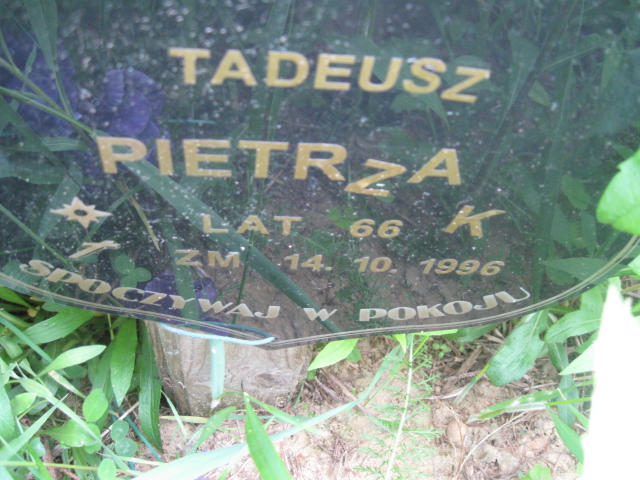 TADEUSZ
PIETRZAK
LAT 66
ZM 14. 10. 1996
SPOCZYWAJ W POKOJU